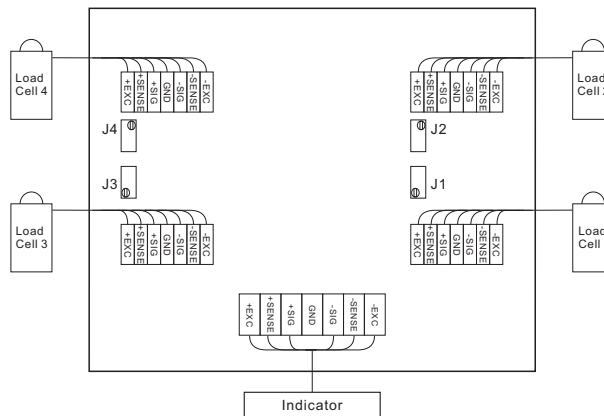 Load
Cell 4
+EXC
+SENSE
+SIG
GND
-SIG
-SENSE
-EXC
+EXC
+SENSE
+SIG
GND
-SIG
-SENSE
-EXC
Load
Cell
J4
J2
J3
J1
Load
Cell 3
+EXC
+SENSE
+SIG
GND
-SIG
-SENSE
-EXC
+EXC
+SENSE
+SIG
GND
-SIG
-SENSE
-EXC
Load
Cell
+EXC
+SENSE
+SIG
GND
-SIG
-SENSE
-EXC
Indicator